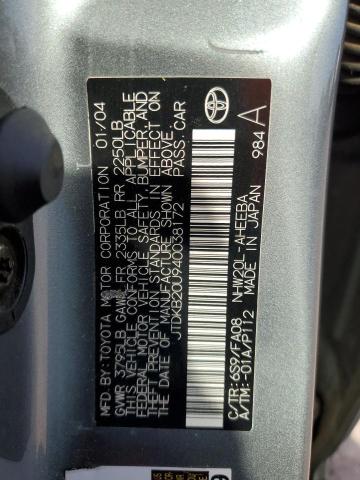 MFD. BY: TOYOTA MOTOR CORPORATION 01/04
GVWR 3795LB GAWR FR 2335LB RR 2250LB
THIS VEHICLE CONFORMS TO ALL APPLICABLE
FEDERAL MOTOR VEHICLE SAFETY, BUMPER, AND
THEFT PREVENTION STANDARDS IN EFFECT ON
THE DATE OF MANUFACTURE SHOWN ABOVE.
JTDKB20U940038172 PASS. CAR
C/TR: 6S9/FA08 NHW20L-AHEEBA 984 A
A/TM: -01A/P112 MADE IN JAPAN